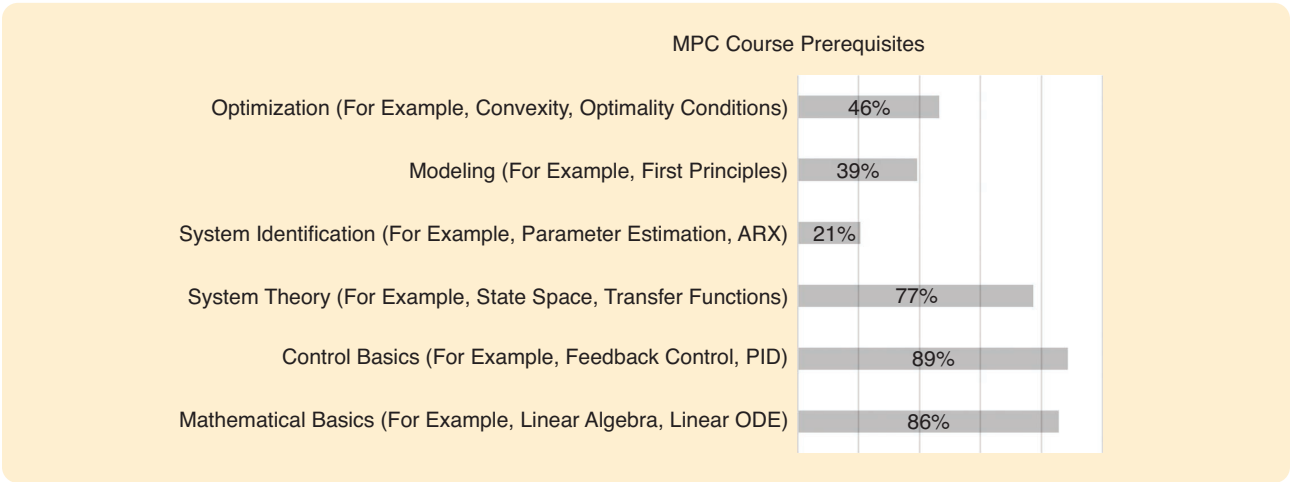 MPC Course Prerequisites
Optimization (For Example, Convexity, Optimality Conditions) 46%
Modeling (For Example, First Principles) 39%
System Identification (For Example, Parameter Estimation, ARX) 21%
System Theory (For Example, State Space, Transfer Functions) 77%
Control Basics (For Example, Feedback Control, PID) 89%
Mathematical Basics (For Example, Linear Algebra, Linear ODE) 86%